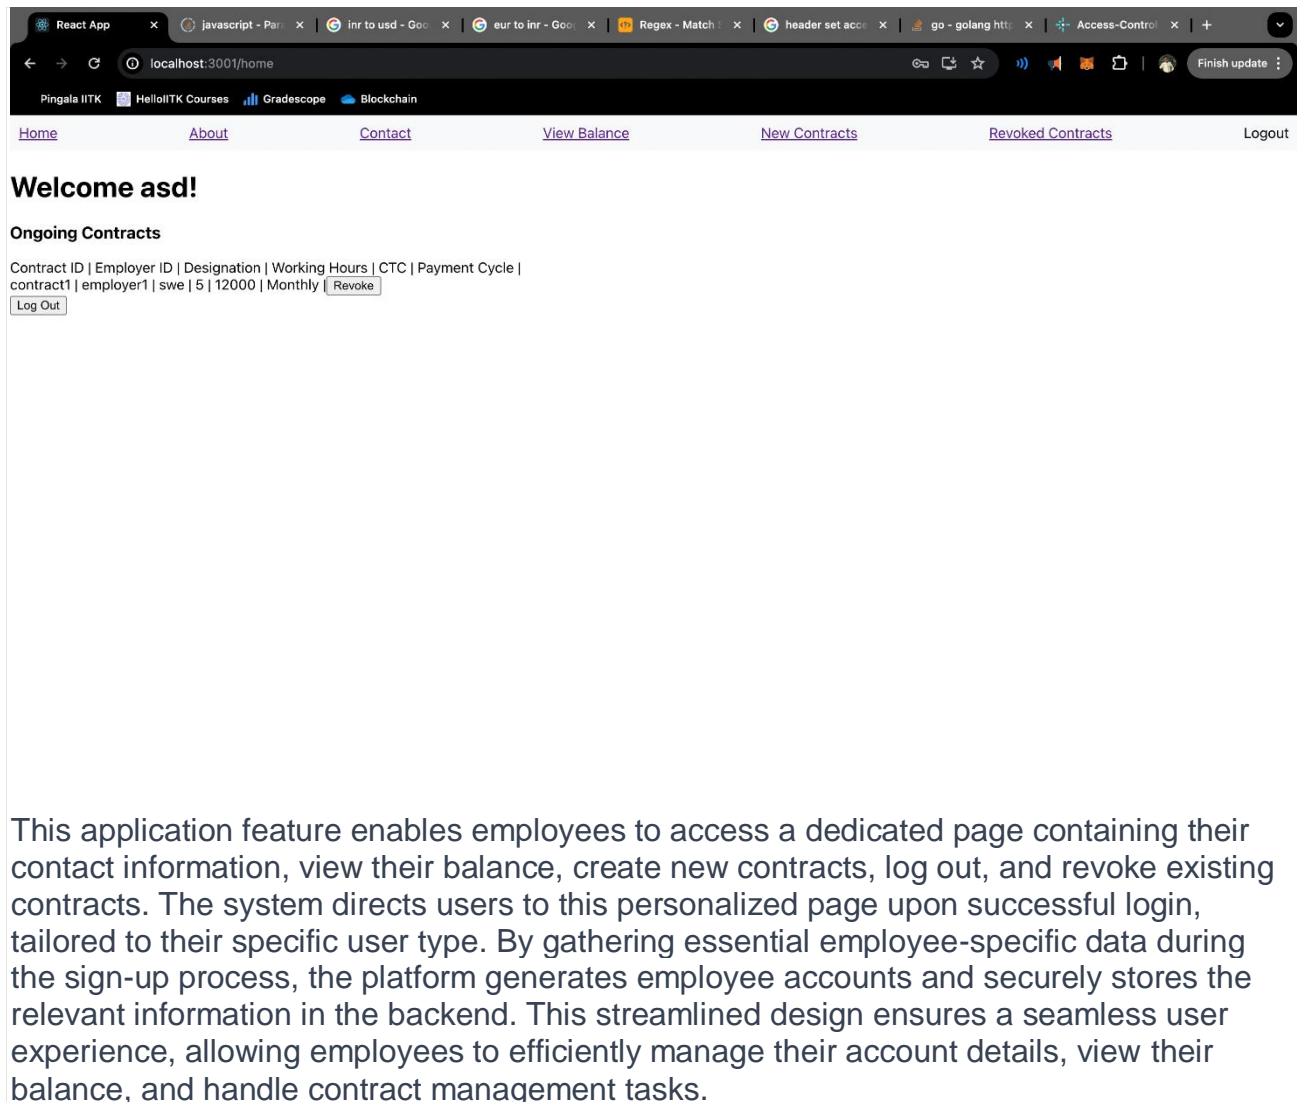 React App javascript - Par inr to usd - Goo eur to inr - Goog Regex - Match header set acce go - golang http Access-Control
localhost:3001/home Finish update
Pingala IITK HelloIITK Courses Gradescope Blockchain
Home About Contact View Balance New Contracts Revoked Contracts Logout
Welcome asd!
Ongoing Contracts
Contract ID | Employer ID | Designation | Working Hours | CTC | Payment Cycle |
contract1 | employer1 | swe | 5 | 12000 | Monthly | Revoke
Log Out
This application feature enables employees to access a dedicated page containing their
contact information, view their balance, create new contracts, log out, and revoke existing
contracts. The system directs users to this personalized page upon successful login,
tailored to their specific user type. By gathering essential employee-specific data during
the sign-up process, the platform generates employee accounts and securely stores the
relevant information in the backend. This streamlined design ensures a seamless user
experience, allowing employees to efficiently manage their account details, view their
balance, and handle contract management tasks.